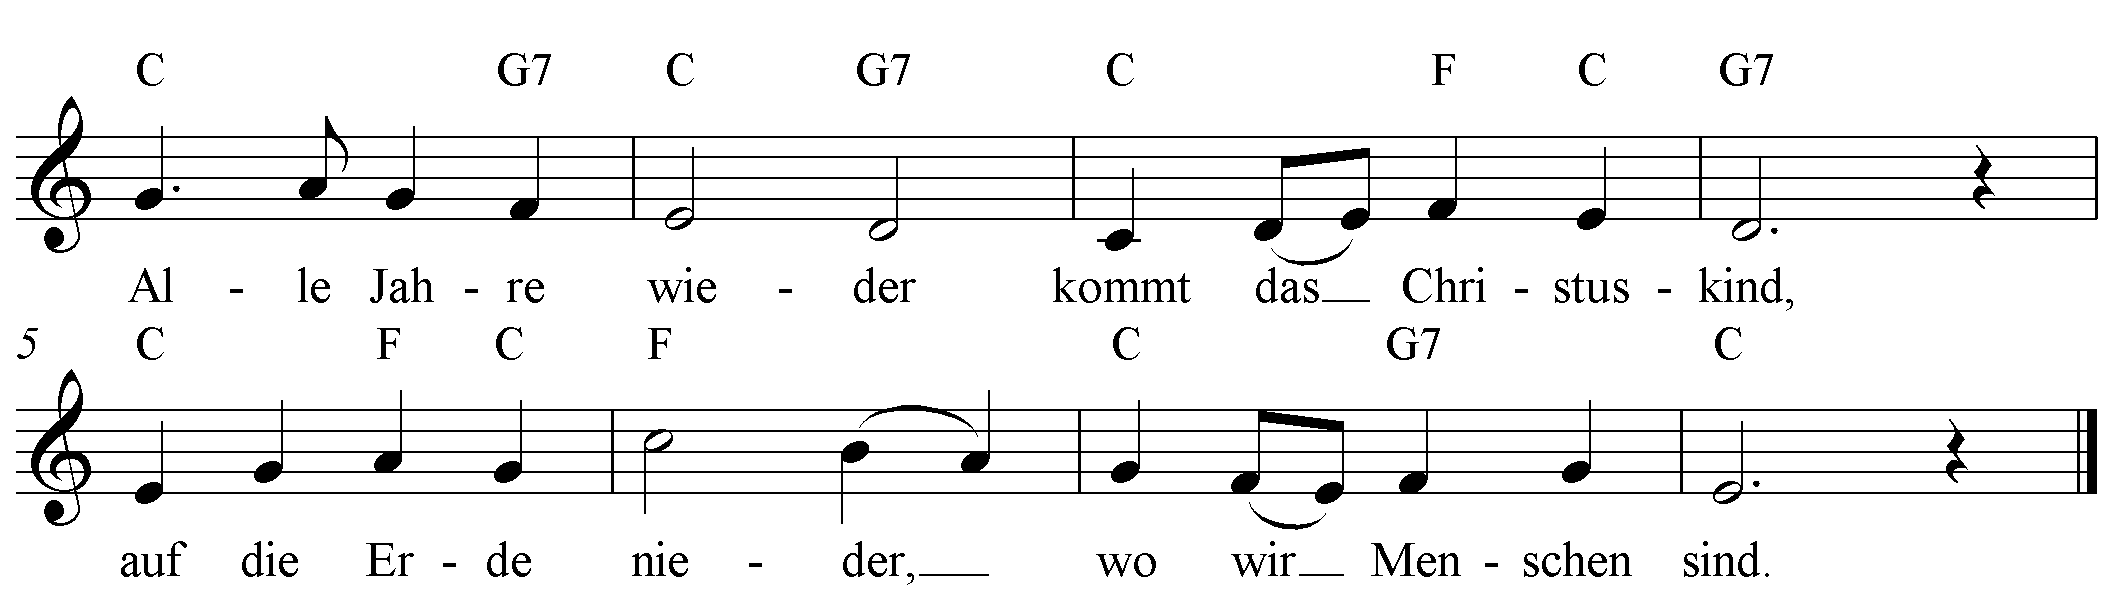 C G7 C G7 C F C G7
Al - le Jah - re wie - der kommt das Chri - stus - kind,
5 C F C F C G7 C
auf die Er - de nie - der, wo wir Men - schen sind.